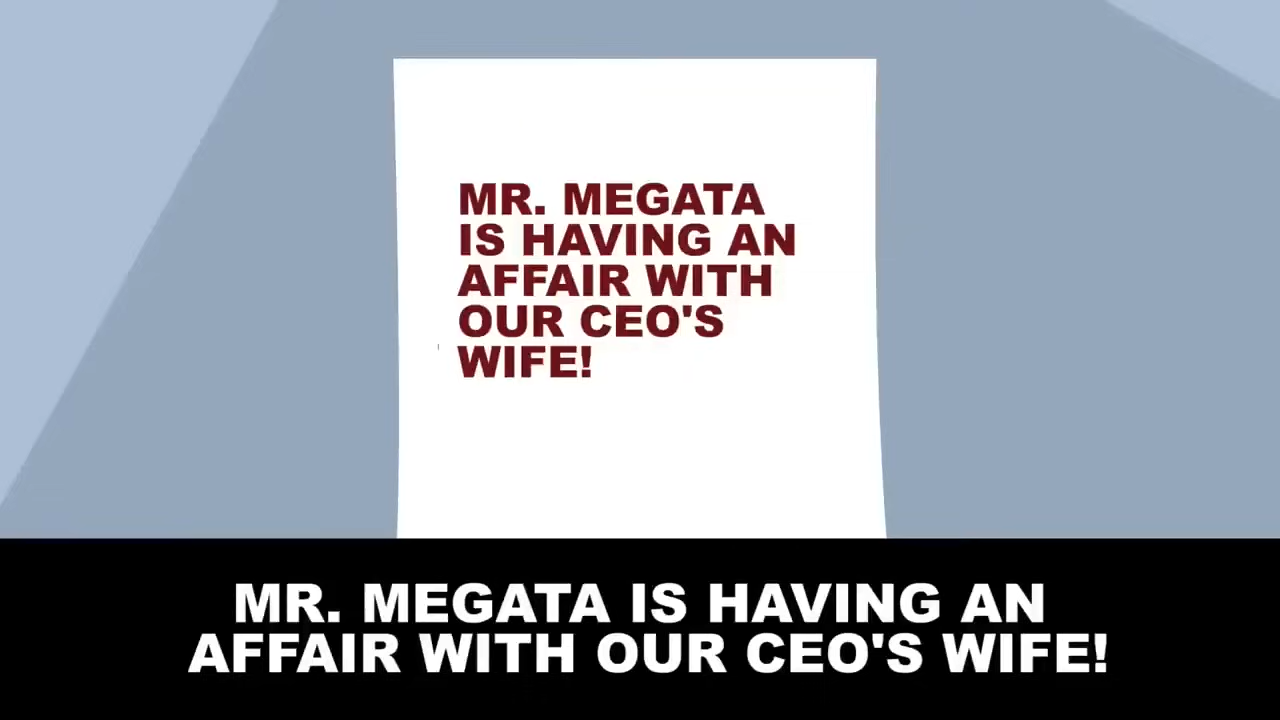 MR. MEGATA
IS HAVING AN
AFFAIR WITH
OUR CEO'S
WIFE!
MR. MEGATA IS HAVING AN
AFFAIR WITH OUR CEO'S WIFE!